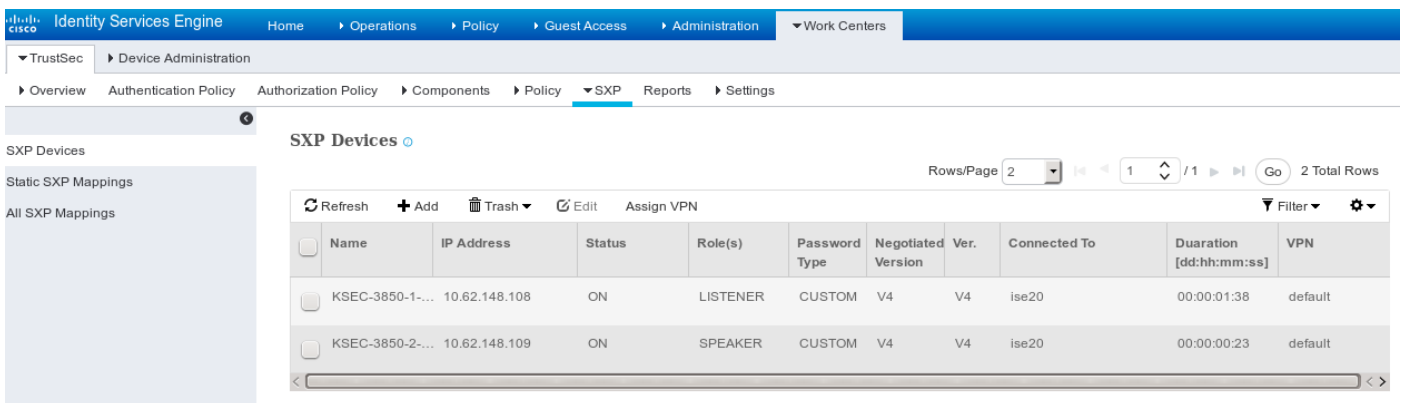 cisco Identity Services Engine Home Operations Policy Guest Access Administration Work Centers
TrustSec Device Administration
Overview Authentication Policy Authorization Policy Components Policy SXP Reports Settings
SXP Devices
Static SXP Mappings
All SXP Mappings
SXP Devices
Rows/Page 2 1 / 1 Go 2 Total Rows
Refresh Add Trash Edit Assign VPN Filter
Name IP Address Status Role(s) Password Type Negotiated Version Ver. Connected To Duaration [dd:hh:mm:ss] VPN
KSEC-3850-1-... 10.62.148.108 ON LISTENER CUSTOM V4 V4 ise20 00:00:01:38 default
KSEC-3850-2-... 10.62.148.109 ON SPEAKER CUSTOM V4 V4 ise20 00:00:00:23 default